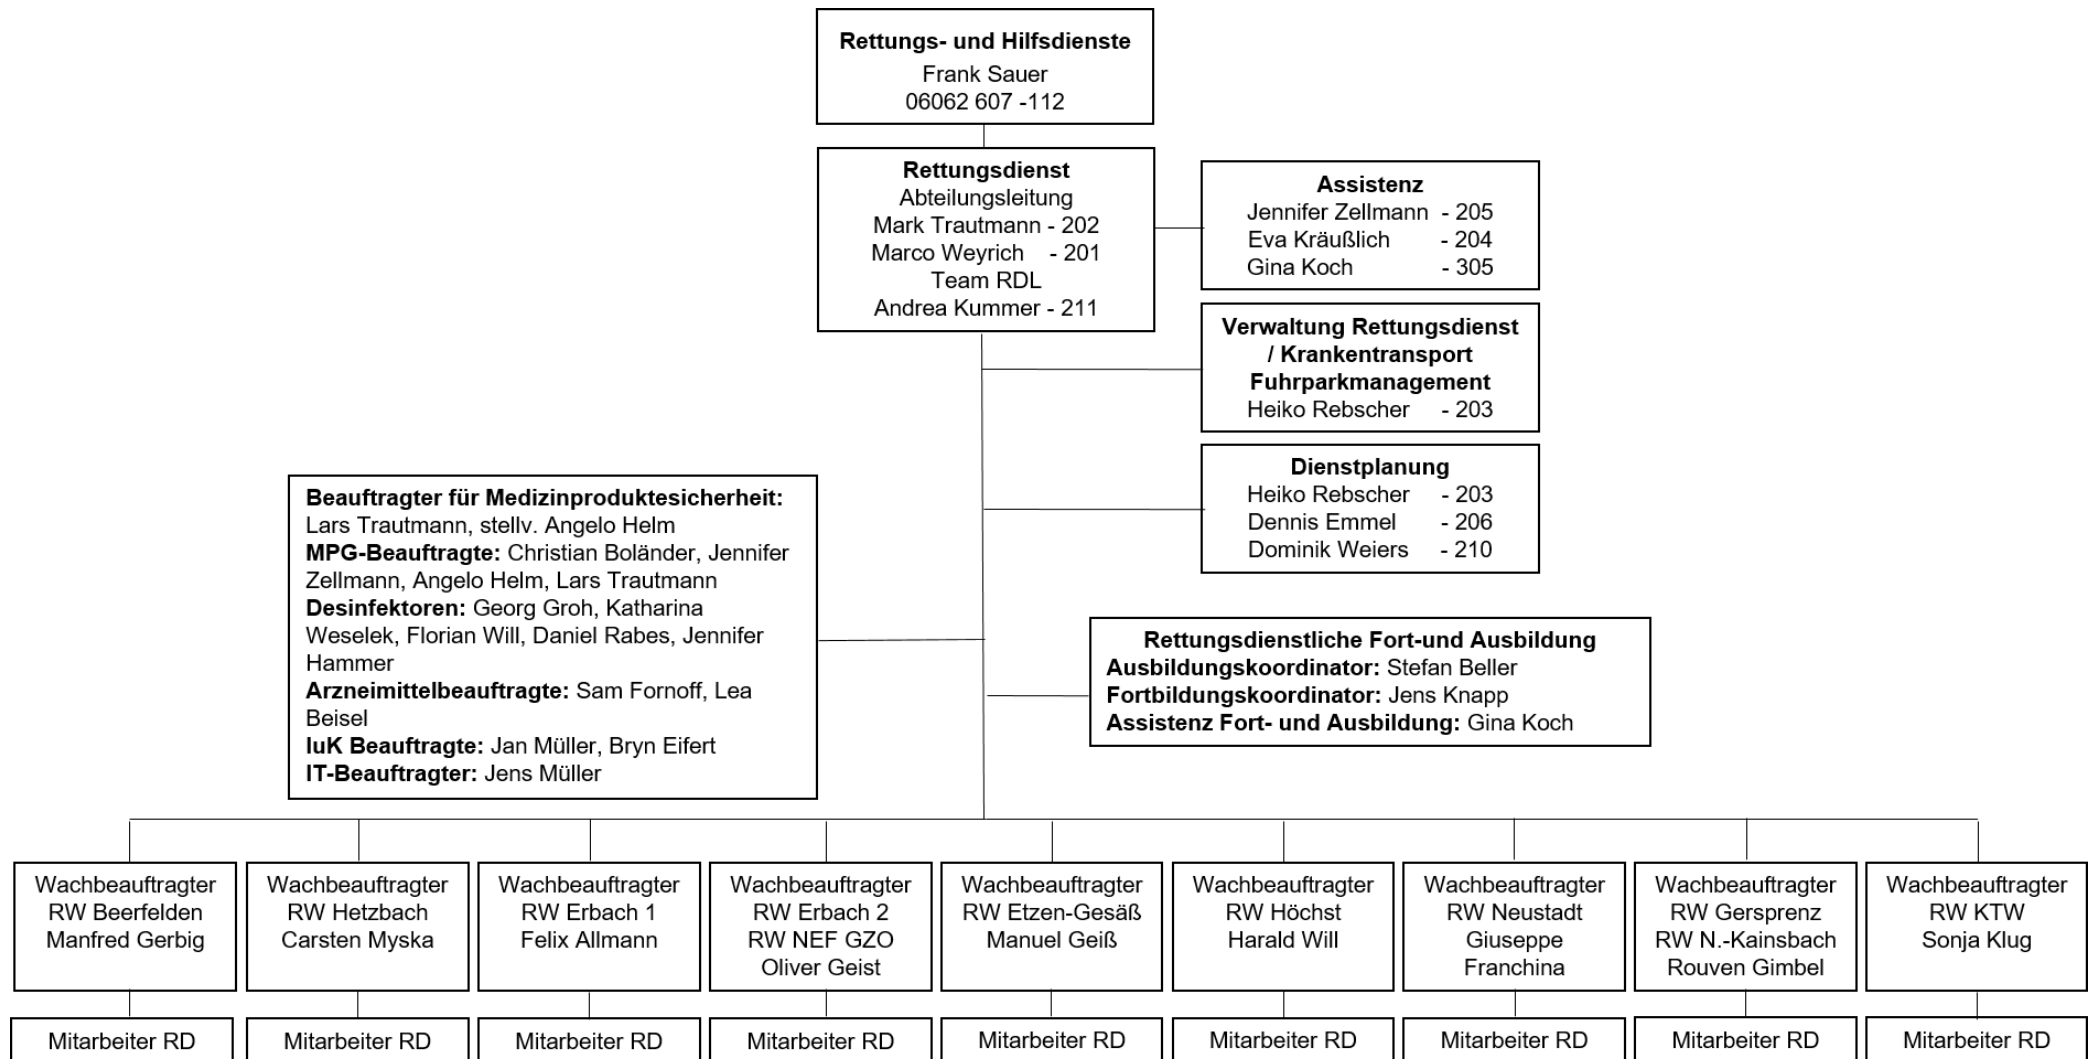 Rettungs- und Hilfsdienste
Frank Sauer
06062 607 -112
Rettungsdienst
Abteilungsleitung
Mark Trautmann - 202
Marco Weyrich - 201
Team RDL
Andrea Kummer - 211
Assistenz
Jennifer Zellmann - 205
Eva Kräußlich - 204
Gina Koch - 305
Verwaltung Rettungsdienst
/ Krankentransport
Fuhrparkmanagement
Heiko Rebscher - 203
Dienstplanung
Heiko Rebscher - 203
Dennis Emmel - 206
Dominik Weiers - 210
Beauftragter für Medizinproduktesicherheit:
Lars Trautmann, stellv. Angelo Helm
MPG-Beauftragte: Christian Boländer, Jennifer
Zellmann, Angelo Helm, Lars Trautmann
Desinfektoren: Georg Groh, Katharina
Weselek, Florian Will, Daniel Rabes, Jennifer
Hammer
Arzneimittelbeauftragte: Sam Fornoff, Lea
Beisel
IuK Beauftragte: Jan Müller, Bryn Eifert
IT-Beauftragter: Jens Müller
Rettungsdienstliche Fort-und Ausbildung
Ausbildungskoordinator: Stefan Beller
Fortbildungskoordinator: Jens Knapp
Assistenz Fort- und Ausbildung: Gina Koch
Wachbeauftragter
RW Beerfelden
Manfred Gerbig
Wachbeauftragter
RW Hetzbach
Carsten Myska
Wachbeauftragter
RW Erbach 1
Felix Allmann
Wachbeauftragter
RW Erbach 2
RW NEF GZO
Oliver Geist
Wachbeauftragter
RW Etzen-Gesäß
Manuel Geiß
Wachbeauftragter
RW Höchst
Harald Will
Wachbeauftragter
RW Neustadt
Giuseppe
Franchina
Wachbeauftragter
RW Gersprenz
RW N.-Kainsbach
Rouven Gimbel
Wachbeauftragter
RW KTW
Sonja Klug
Mitarbeiter RD
Mitarbeiter RD
Mitarbeiter RD
Mitarbeiter RD
Mitarbeiter RD
Mitarbeiter RD
Mitarbeiter RD
Mitarbeiter RD
Mitarbeiter RD